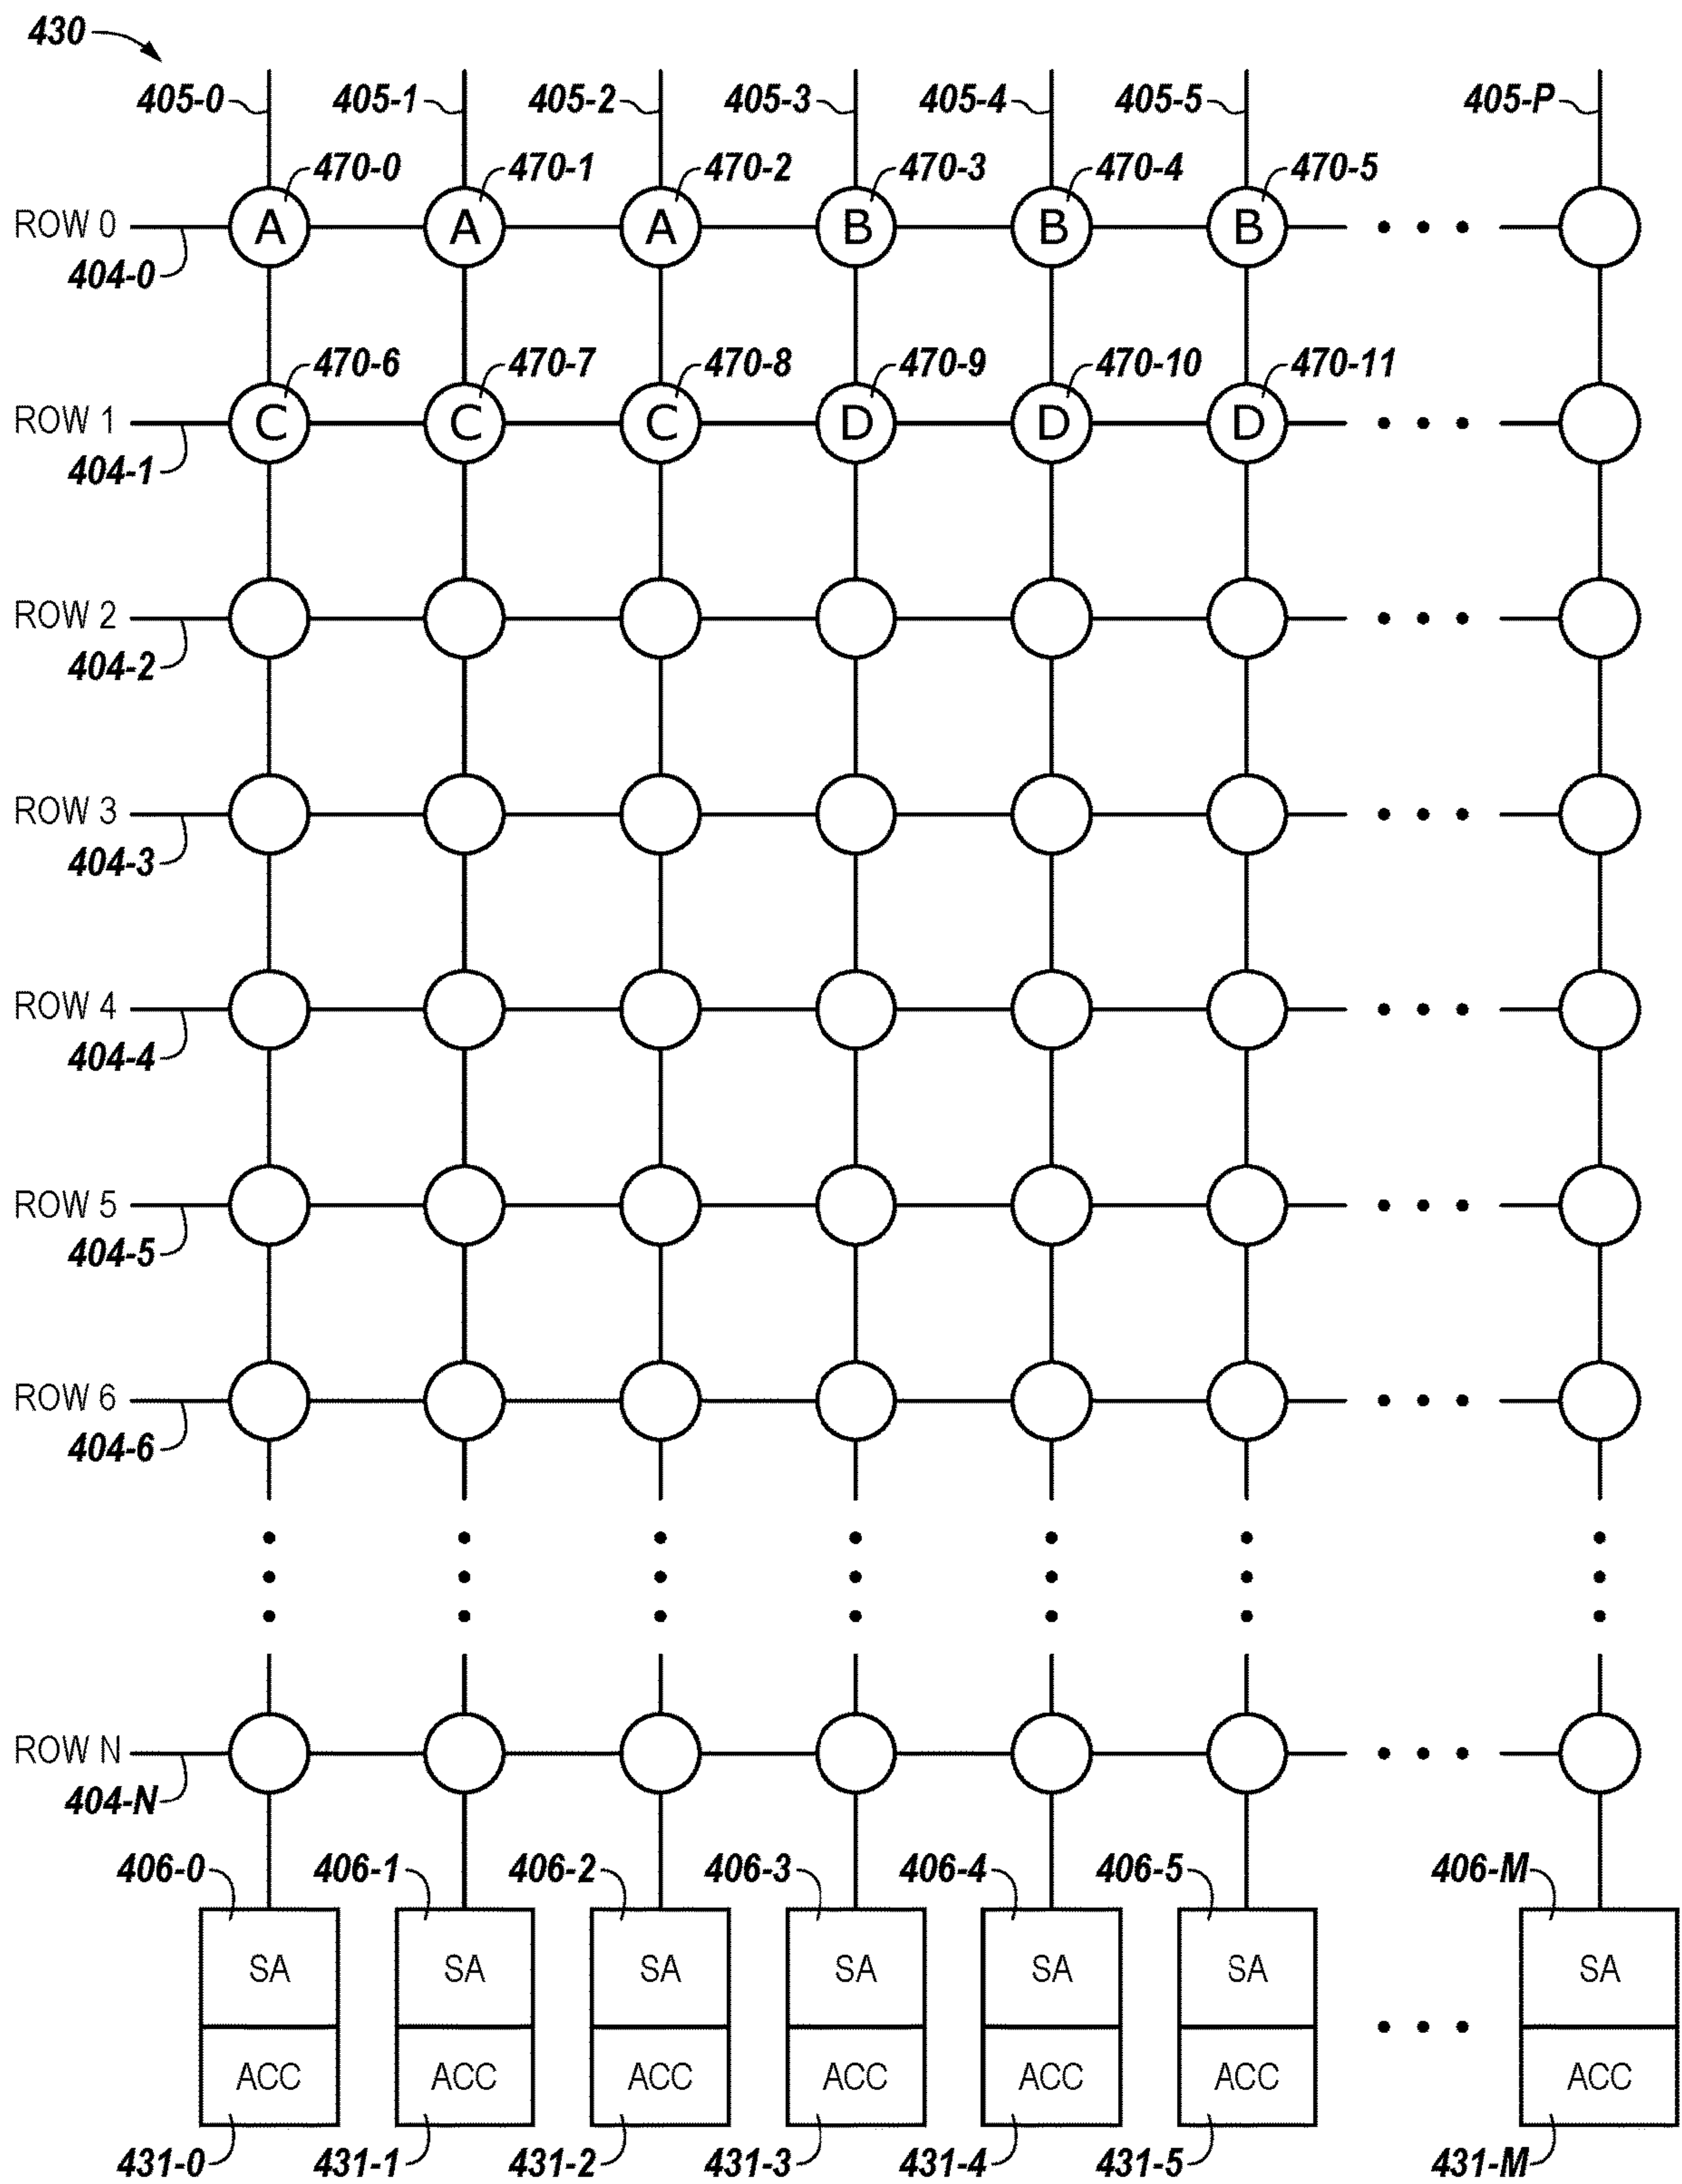 430
405-0 405-1 405-2 405-3 405-4 405-5 405-P
470-0 470-1 470-2 470-3 470-4 470-5
ROW 0 A A A B B B
404-0
470-6 470-7 470-8 470-9 470-10 470-11
ROW 1 C C C D D D
404-1
ROW 2
404-2
ROW 3
404-3
ROW 4
404-4
ROW 5
404-5
ROW 6
404-6
ROW N
404-N
406-0 406-1 406-2 406-3 406-4 406-5 406-M
SA SA SA SA SA SA SA
ACC ACC ACC ACC ACC ACC ACC
431-0 431-1 431-2 431-3 431-4 431-5 431-M